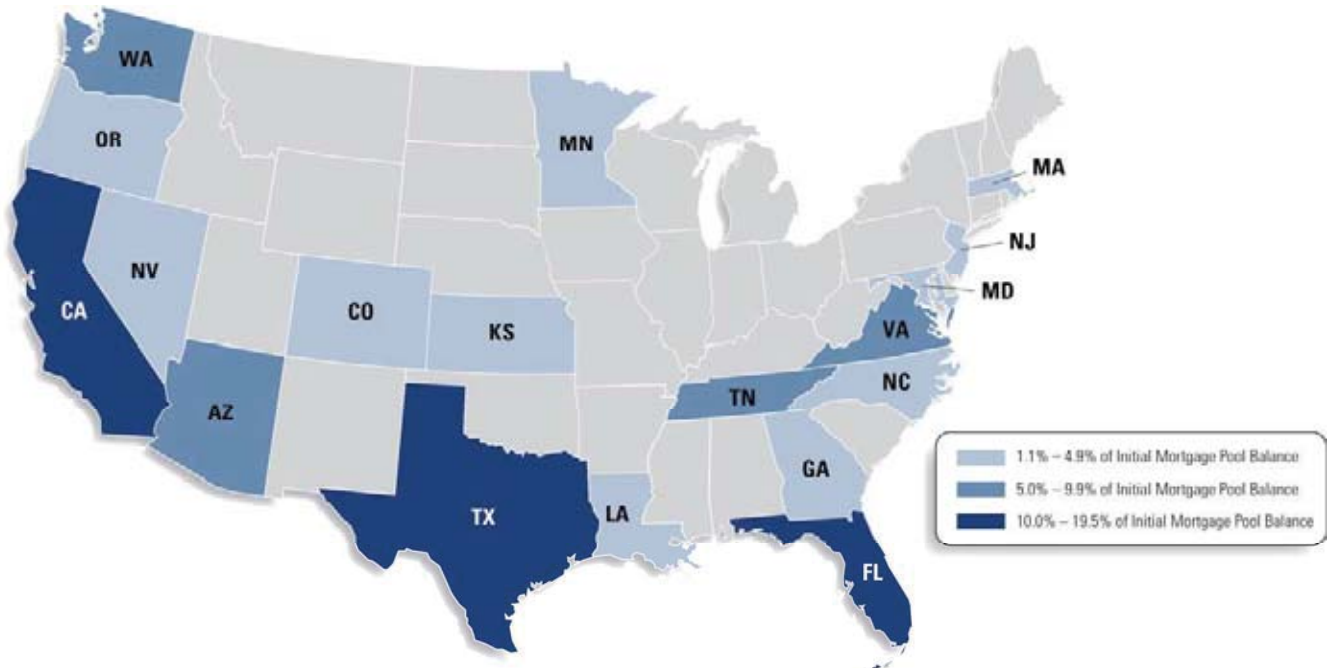 WA
OR
MN
MA
NV
NJ
CA
CO
KS
MD
VA
AZ
TN
NC
TX
LA
GA
FL
1.1% – 4.9% of Initial Mortgage Pool Balance
5.0% – 9.9% of Initial Mortgage Pool Balance
10.0% – 19.5% of Initial Mortgage Pool Balance